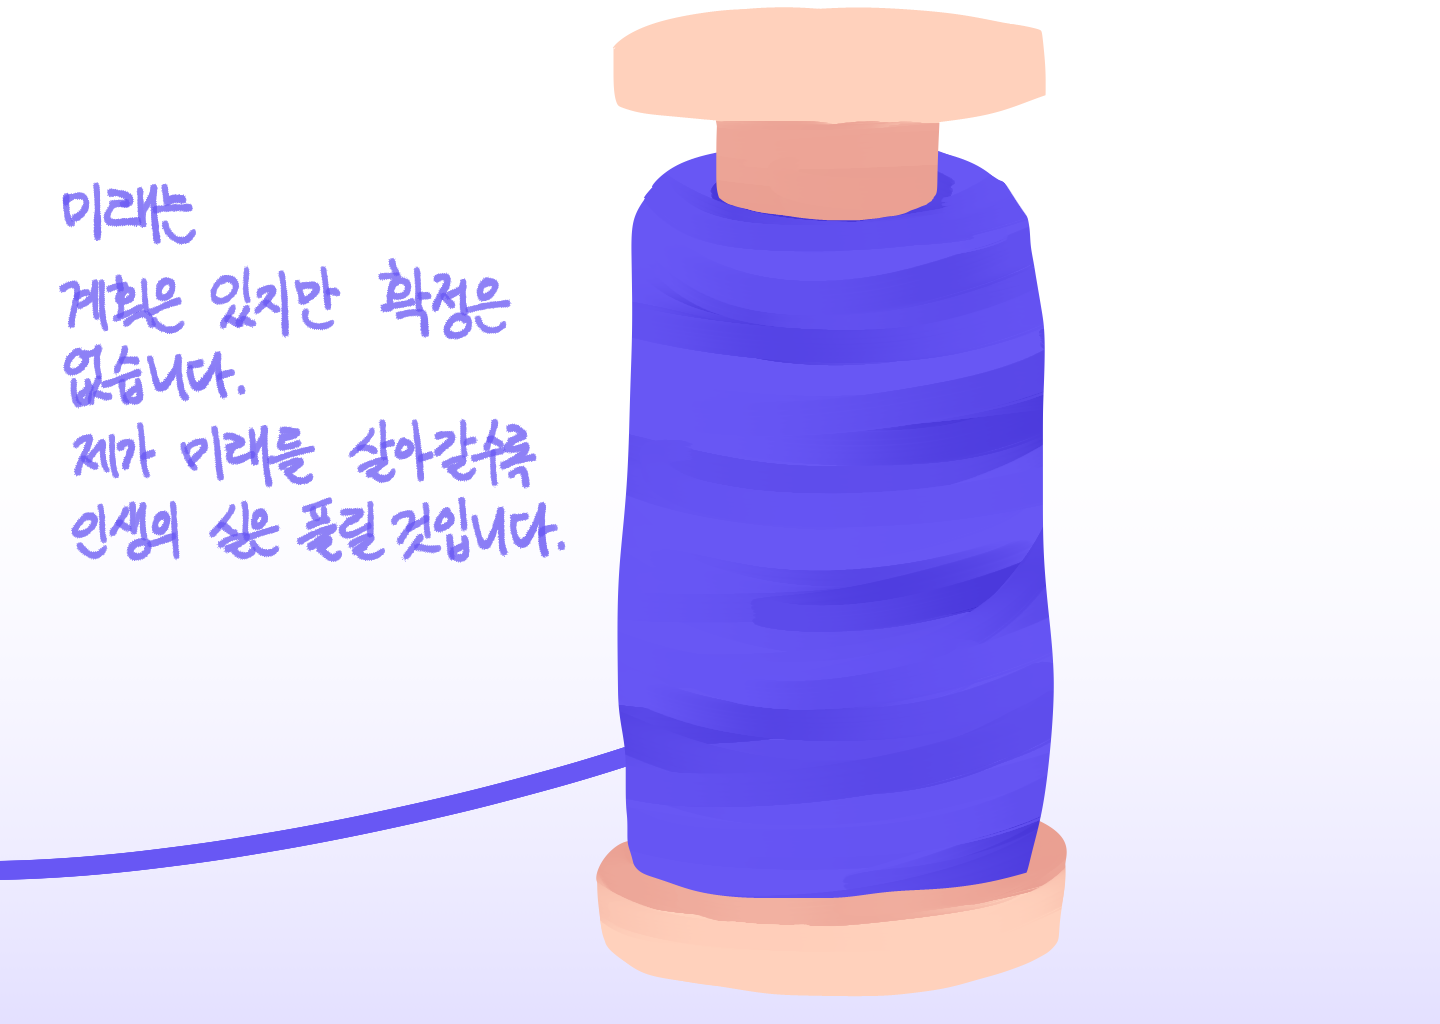 미래는
계획은 있지만 확정은
없습니다.
제가 미래를 살아갈수록
인생의 실은 풀릴 것입니다.